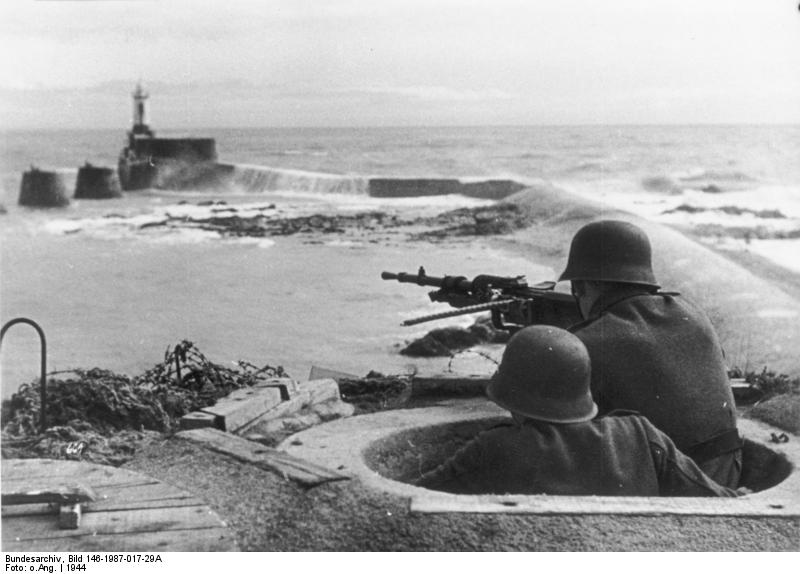 Bundesarchiv, Bild 146-1987-017-29A
Foto: o.Ang. | 1944